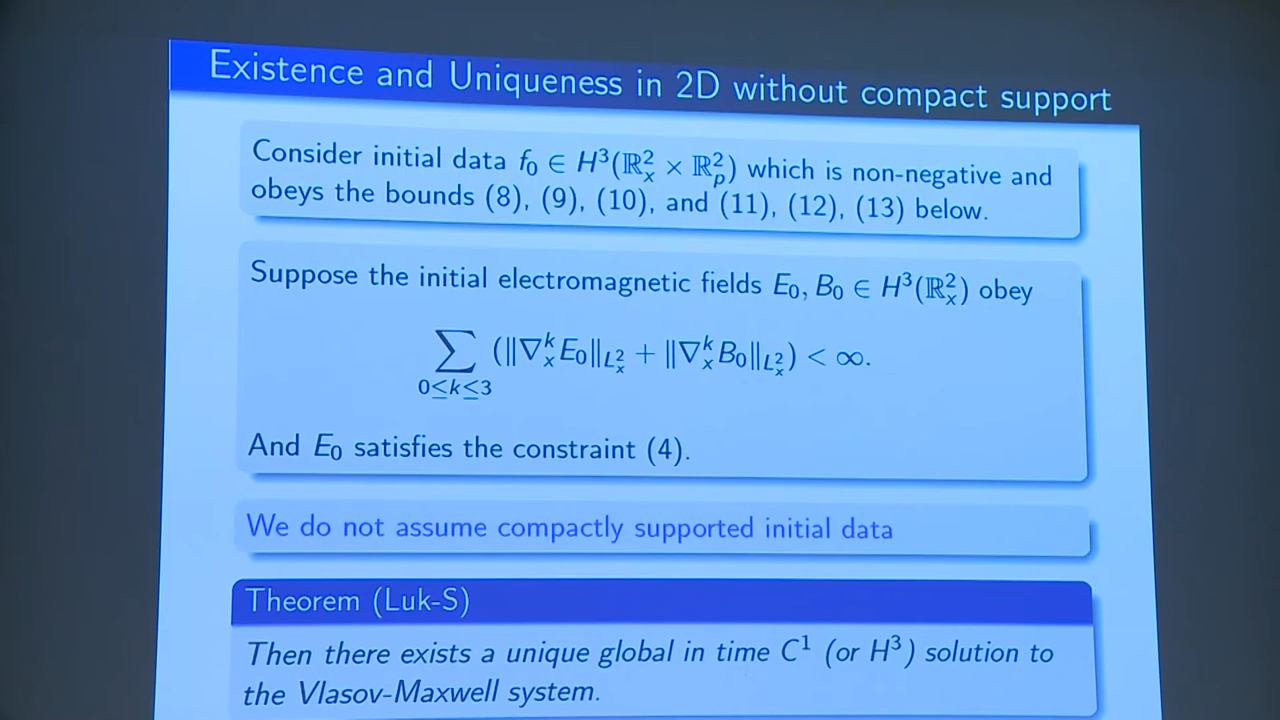 Existence and Uniqueness in 2D without compact support
Consider initial data f₀ ∈ H³(ℝ²ₓ × ℝ²ₚ) which is non-negative and
obeys the bounds (8), (9), (10), and (11), (12), (13) below.
Suppose the initial electromagnetic fields E₀, B₀ ∈ H³(ℝ²ₓ) obey
∑_{0≤k≤3} (‖∇ₓᵏE₀‖_{L²ₓ} + ‖∇ₓᵏB₀‖_{L²ₓ}) < ∞.
And E₀ satisfies the constraint (4).
We do not assume compactly supported initial data
Theorem (Luk-S)
Then there exists a unique global in time C¹ (or H³) solution to
the Vlasov-Maxwell system.